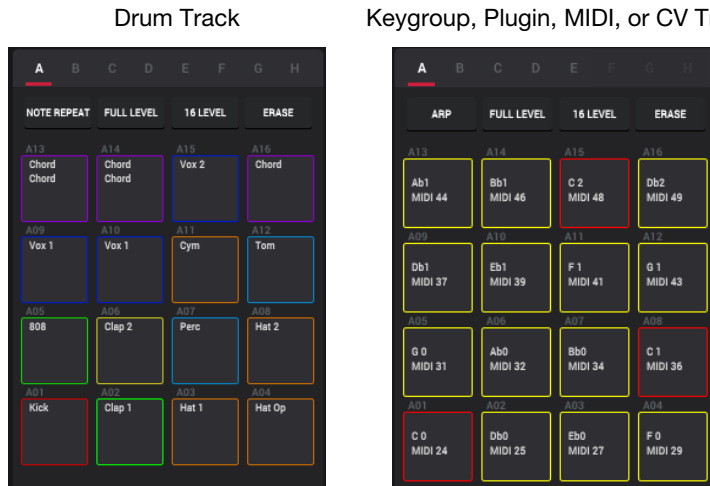 Drum Track
Keygroup, Plugin, MIDI, or CV T
A B C D E F G H
NOTE REPEAT FULL LEVEL 16 LEVEL ERASE
A13 A14 A15 A16
Chord Chord Vox 2 Chord
Chord Chord
A09 A10 A11 A12
Vox 1 Vox 1 Cym Tom
A05 A06 A07 A08
808 Clap 2 Perc Hat 2
A01 A02 A03 A04
Kick Clap 1 Hat 1 Hat Op
A B C D E F G H
ARP FULL LEVEL 16 LEVEL ERASE
A13 A14 A15 A16
Ab1 Bb1 C 2 Db2
MIDI 44 MIDI 46 MIDI 48 MIDI 49
A09 A10 A11 A12
Db1 Eb1 F 1 G 1
MIDI 37 MIDI 39 MIDI 41 MIDI 43
A05 A06 A07 A08
G 0 Ab0 Bb0 C 1
MIDI 31 MIDI 32 MIDI 34 MIDI 36
A01 A02 A03 A04
C 0 Db0 Eb0 F 0
MIDI 24 MIDI 25 MIDI 27 MIDI 29